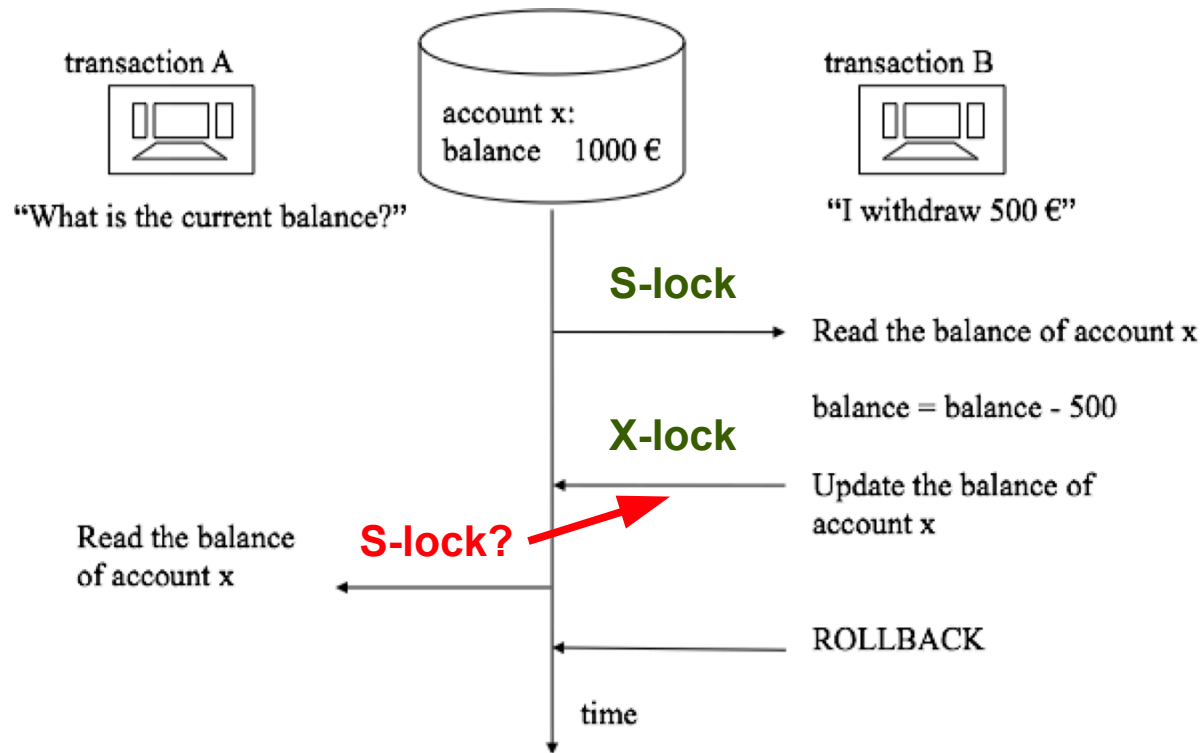 transaction A
transaction B
account x:
balance 1000 €
“What is the current balance?”
“I withdraw 500 €”
S-lock
Read the balance of account x
balance = balance - 500
X-lock
Update the balance of
account x
S-lock?
Read the balance
of account x
ROLLBACK
time